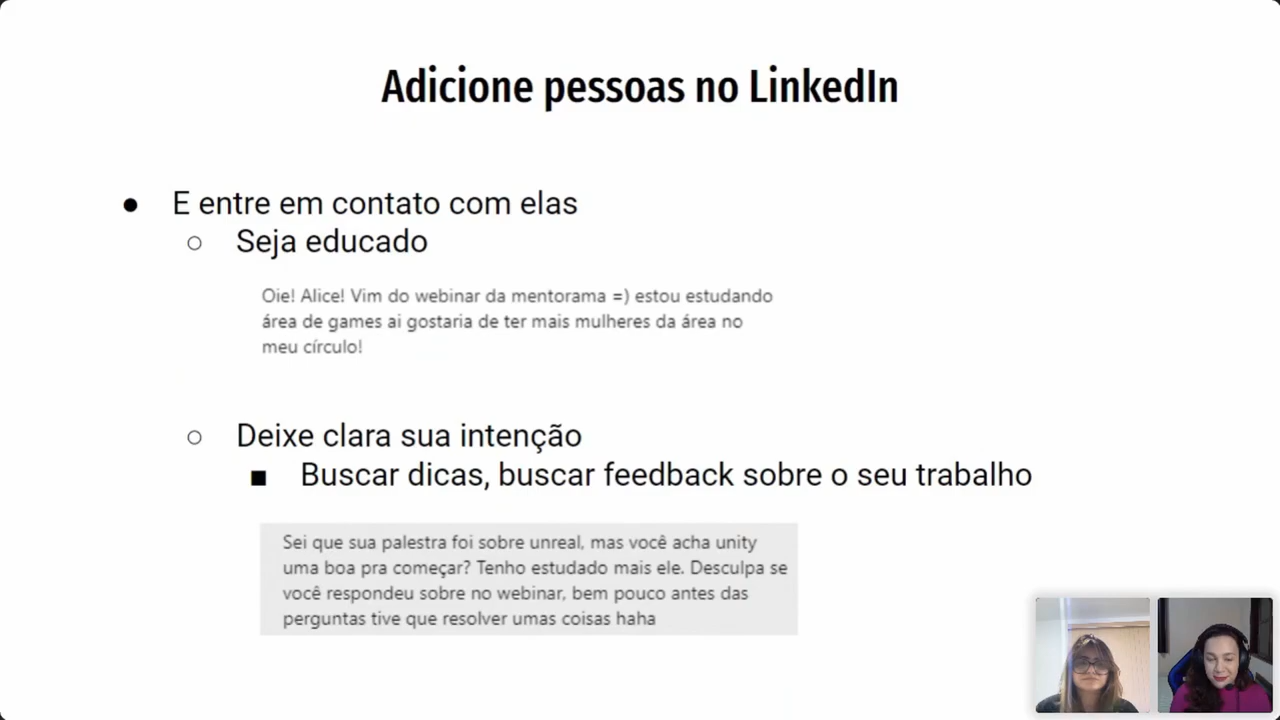 Adicione pessoas no LinkedIn
● E entre em contato com elas
○ Seja educado
Oie! Alice! Vim do webinar da mentorama =) estou estudando
área de games ai gostaria de ter mais mulheres da área no
meu círculo!
○ Deixe clara sua intenção
■ Buscar dicas, buscar feedback sobre o seu trabalho
Sei que sua palestra foi sobre unreal, mas você acha unity
uma boa pra começar? Tenho estudado mais ele. Desculpa se
você respondeu sobre no webinar, bem pouco antes das
perguntas tive que resolver umas coisas haha